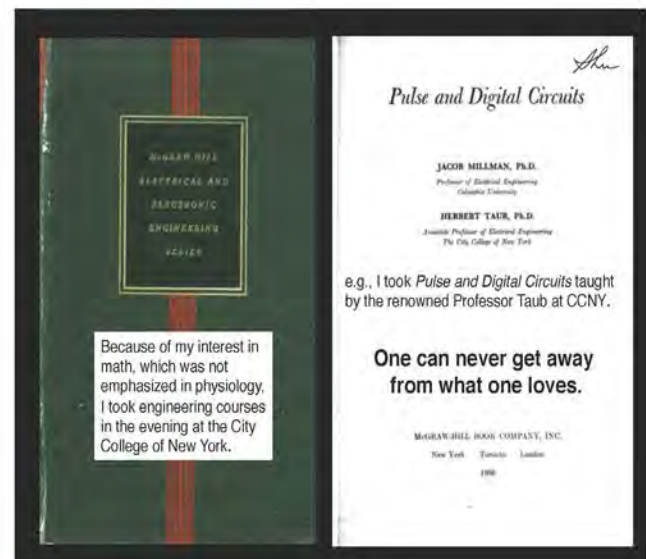 McGRAW-HILL
ELECTRICAL AND
ELECTRONIC
ENGINEERING
SERIES
Because of my interest in
math, which was not
emphasized in physiology,
I took engineering courses
in the evening at the City
College of New York.
Pulse and Digital Circuits
JACOB MILLMAN, Ph.D.
Professor of Electrical Engineering
Columbia University
HERBERT TAUB, Ph.D.
Associate Professor of Electrical Engineering
The City College of New York
e.g., I took Pulse and Digital Circuits taught
by the renowned Professor Taub at CCNY.
One can never get away
from what one loves.
McGRAW-HILL BOOK COMPANY, INC.
New York Toronto London